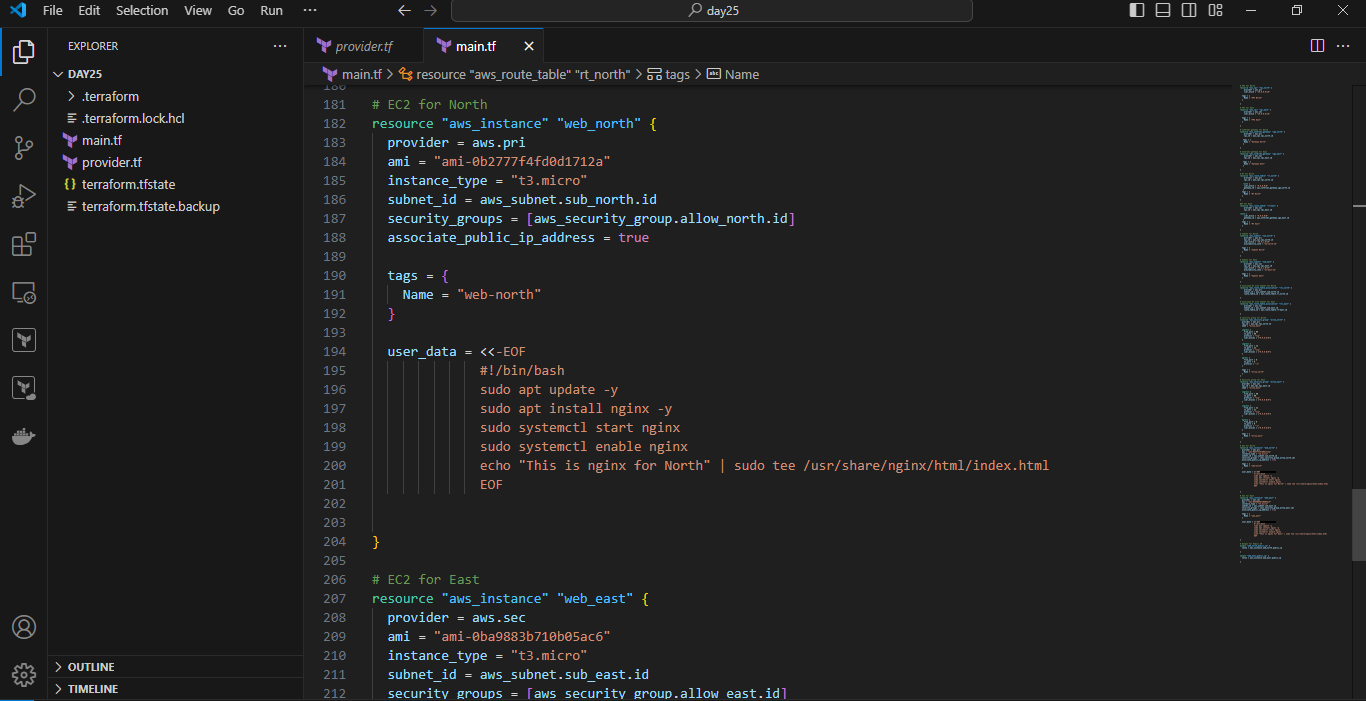 File Edit Selection View Go Run ··· day25
EXPLORER ···
DAY25
.terraform
.terraform.lock.hcl
main.tf
provider.tf
terraform.tfstate
terraform.tfstate.backup
OUTLINE
TIMELINE
provider.tf main.tf
main.tf > resource "aws_route_table" "rt_north" > tags > Name
180
181 # EC2 for North
182 resource "aws_instance" "web_north" {
183 provider = aws.pri
184 ami = "ami-0b2777f4fd0d1712a"
185 instance_type = "t3.micro"
186 subnet_id = aws_subnet.sub_north.id
187 security_groups = [aws_security_group.allow_north.id]
188 associate_public_ip_address = true
189
190 tags = {
191 Name = "web-north"
192 }
193
194 user_data = <<-EOF
195 #!/bin/bash
196 sudo apt update -y
197 sudo apt install nginx -y
198 sudo systemctl start nginx
199 sudo systemctl enable nginx
200 echo "This is nginx for North" | sudo tee /usr/share/nginx/html/index.html
201 EOF
202
203
204 }
205
206 # EC2 for East
207 resource "aws_instance" "web_east" {
208 provider = aws.sec
209 ami = "ami-0ba9883b710b05ac6"
210 instance_type = "t3.micro"
211 subnet_id = aws_subnet.sub_east.id
212 security_groups = [aws_security_group.allow_east.id]